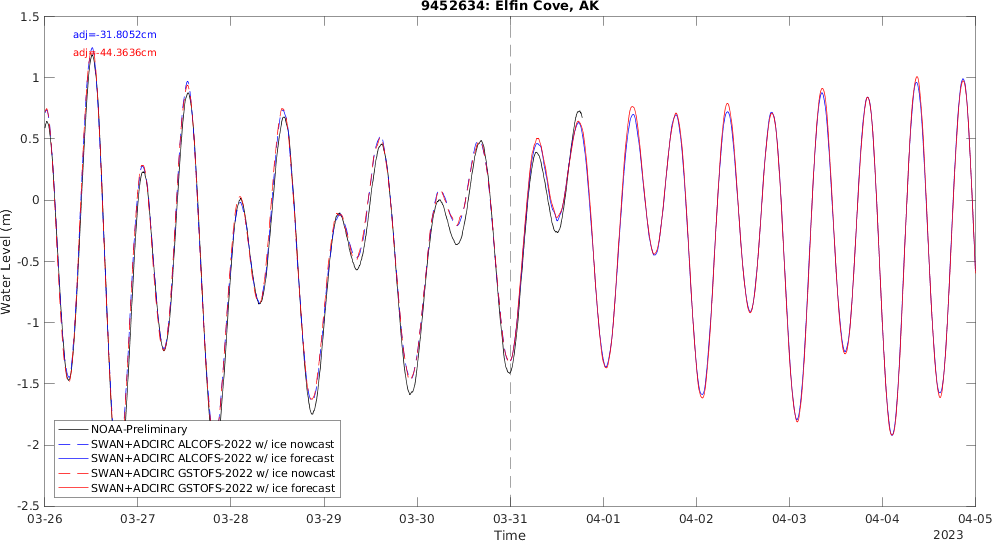 9452634: Elfin Cove, AK
adj=-31.8052cm
adj=-44.3636cm
Water Level (m)
1.5
1
0.5
0
-0.5
-1
-1.5
-2
-2.5
NOAA-Preliminary
SWAN+ADCIRC ALCOFS-2022 w/ ice nowcast
SWAN+ADCIRC ALCOFS-2022 w/ ice forecast
SWAN+ADCIRC GSTOFS-2022 w/ ice nowcast
SWAN+ADCIRC GSTOFS-2022 w/ ice forecast
03-26 03-27 03-28 03-29 03-30 03-31 04-01 04-02 04-03 04-04 04-05
Time
2023